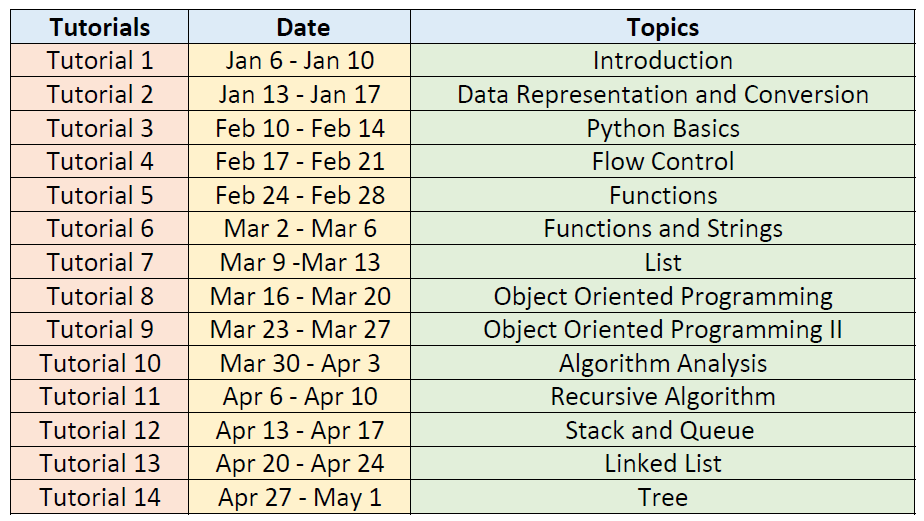 Tutorials Date Topics
Tutorial 1 Jan 6 - Jan 10 Introduction
Tutorial 2 Jan 13 - Jan 17 Data Representation and Conversion
Tutorial 3 Feb 10 - Feb 14 Python Basics
Tutorial 4 Feb 17 - Feb 21 Flow Control
Tutorial 5 Feb 24 - Feb 28 Functions
Tutorial 6 Mar 2 - Mar 6 Functions and Strings
Tutorial 7 Mar 9 -Mar 13 List
Tutorial 8 Mar 16 - Mar 20 Object Oriented Programming
Tutorial 9 Mar 23 - Mar 27 Object Oriented Programming II
Tutorial 10 Mar 30 - Apr 3 Algorithm Analysis
Tutorial 11 Apr 6 - Apr 10 Recursive Algorithm
Tutorial 12 Apr 13 - Apr 17 Stack and Queue
Tutorial 13 Apr 20 - Apr 24 Linked List
Tutorial 14 Apr 27 - May 1 Tree